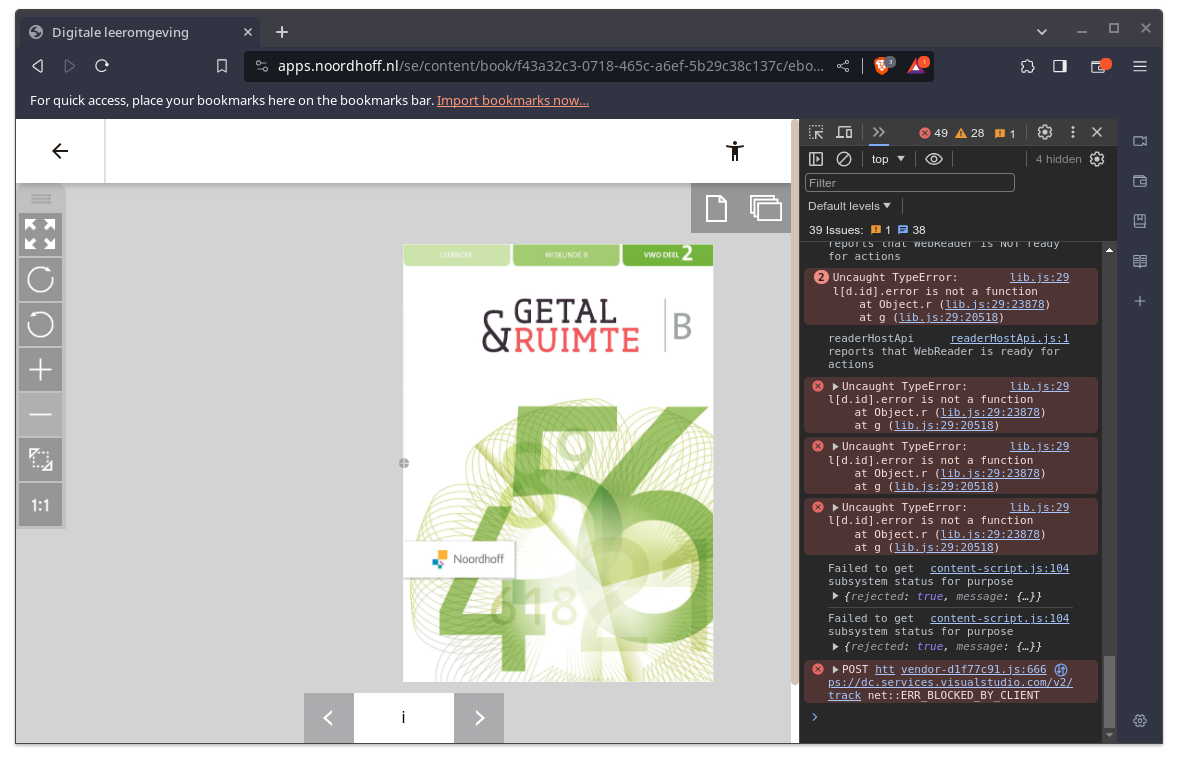 Digitale leeromgeving
apps.noordhoff.nl/se/content/book/f43a32c3-0718-465c-a6ef-5b29c38c137c/ebo...
3
1
For quick access, place your bookmarks here on the bookmarks bar. Import bookmarks now...
49
28
1
top
4 hidden
Filter
Default levels
39 Issues:
1
38
reports that WebReader is NOT ready
for actions
2
Uncaught TypeError: lib.js:29
l[d.id].error is not a function
at Object.r (lib.js:29:23878)
at g (lib.js:29:20518)
readerHostApi readerHostApi.js:1
reports that WebReader is ready for
actions
Uncaught TypeError: lib.js:29
l[d.id].error is not a function
at Object.r (lib.js:29:23878)
at g (lib.js:29:20518)
Uncaught TypeError: lib.js:29
l[d.id].error is not a function
at Object.r (lib.js:29:23878)
at g (lib.js:29:20518)
Uncaught TypeError: lib.js:29
l[d.id].error is not a function
at Object.r (lib.js:29:23878)
at g (lib.js:29:20518)
Failed to get content-script.js:104
subsystem status for purpose
{rejected: true, message: {…}}
Failed to get content-script.js:104
subsystem status for purpose
{rejected: true, message: {…}}
POST htt vendor-d1f77c91.js:666
ps://dc.services.visualstudio.com/v2/
track net::ERR_BLOCKED_BY_CLIENT
1:1
LEERBOEK
WISKUNDE B
VWO DEEL 2
GETAL
&RUIMTE
B
56
9
4
2
618
Noordhoff
i